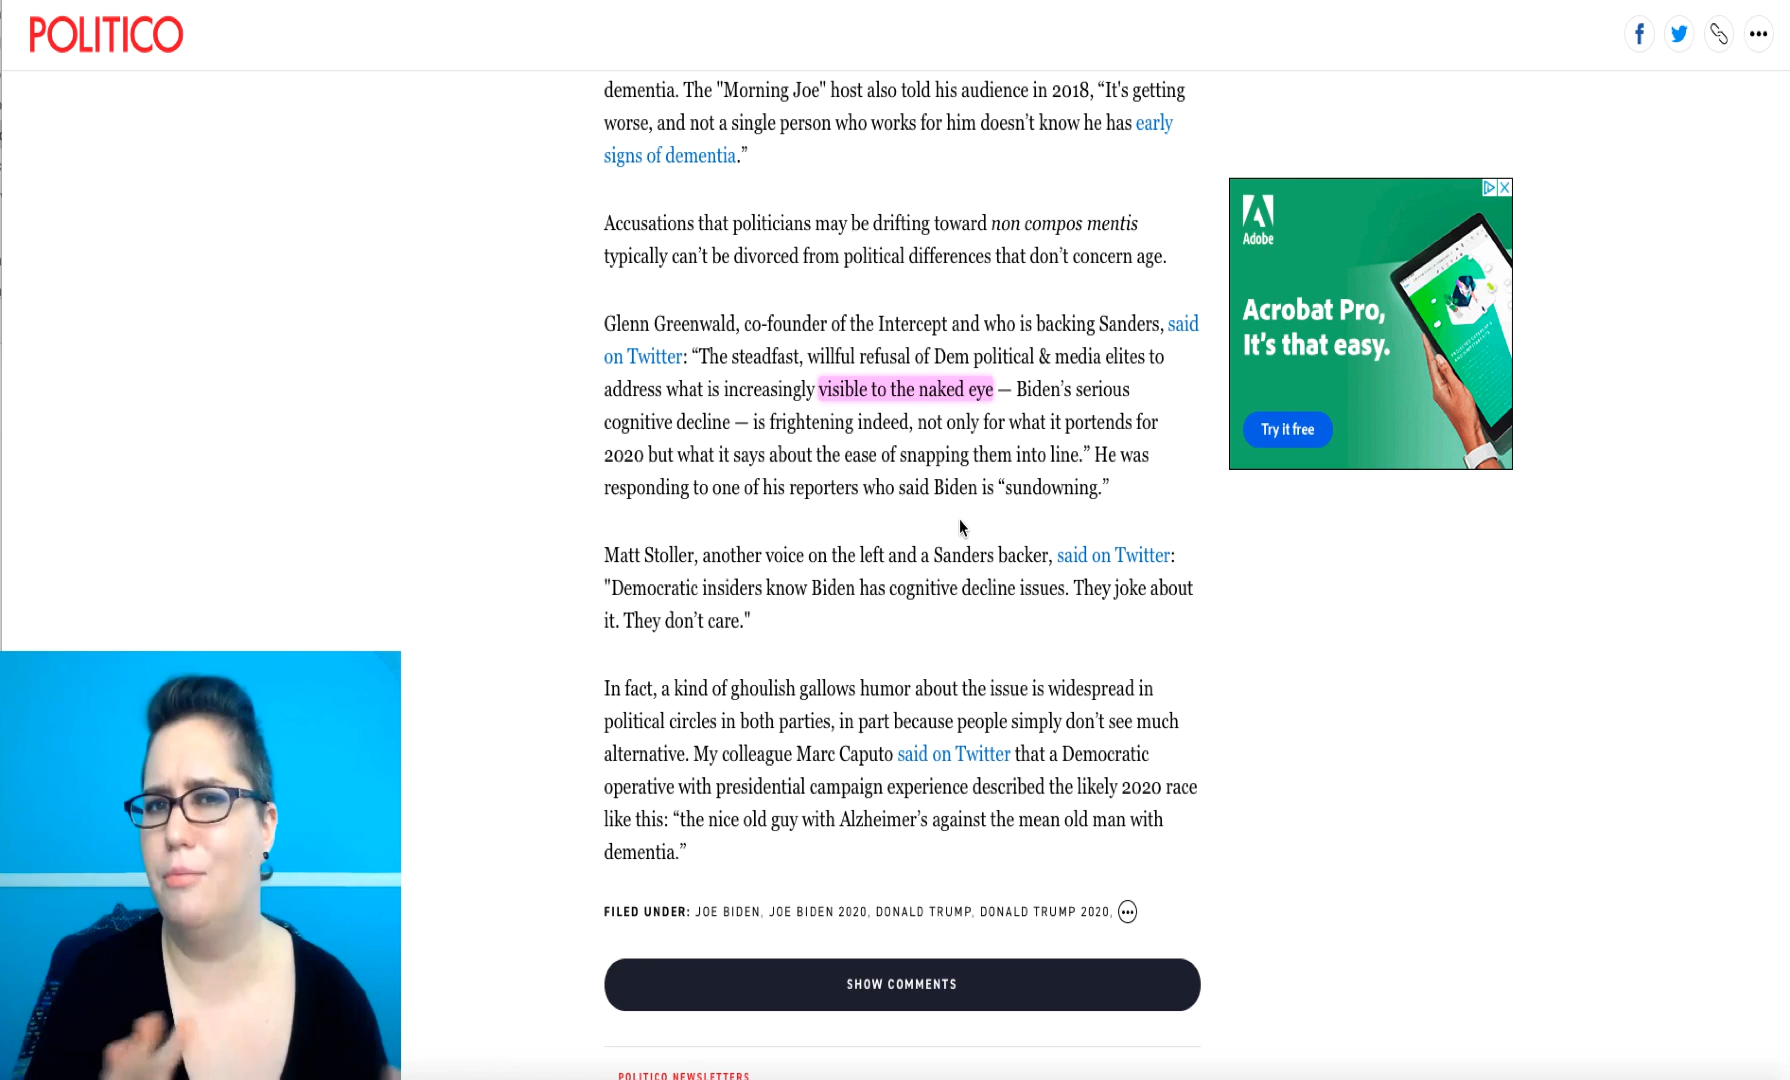 POLITICO
dementia. The "Morning Joe" host also told his audience in 2018, “It's getting
worse, and not a single person who works for him doesn’t know he has early
signs of dementia.”
Accusations that politicians may be drifting toward non compos mentis
typically can’t be divorced from political differences that don’t concern age.
Glenn Greenwald, co-founder of the Intercept and who is backing Sanders, said
on Twitter: “The steadfast, willful refusal of Dem political & media elites to
address what is increasingly visible to the naked eye — Biden’s serious
cognitive decline — is frightening indeed, not only for what it portends for
2020 but what it says about the ease of snapping them into line.” He was
responding to one of his reporters who said Biden is “sundowning.”
Matt Stoller, another voice on the left and a Sanders backer, said on Twitter:
"Democratic insiders know Biden has cognitive decline issues. They joke about
it. They don’t care."
In fact, a kind of ghoulish gallows humor about the issue is widespread in
political circles in both parties, in part because people simply don’t see much
alternative. My colleague Marc Caputo said on Twitter that a Democratic
operative with presidential campaign experience described the likely 2020 race
like this: “the nice old guy with Alzheimer’s against the mean old man with
dementia.”
FILED UNDER: JOE BIDEN, JOE BIDEN 2020, DONALD TRUMP, DONALD TRUMP 2020,
SHOW COMMENTS
POLITICO NEWSLETTERS
Adobe
Acrobat Pro,
It’s that easy.
Try it free